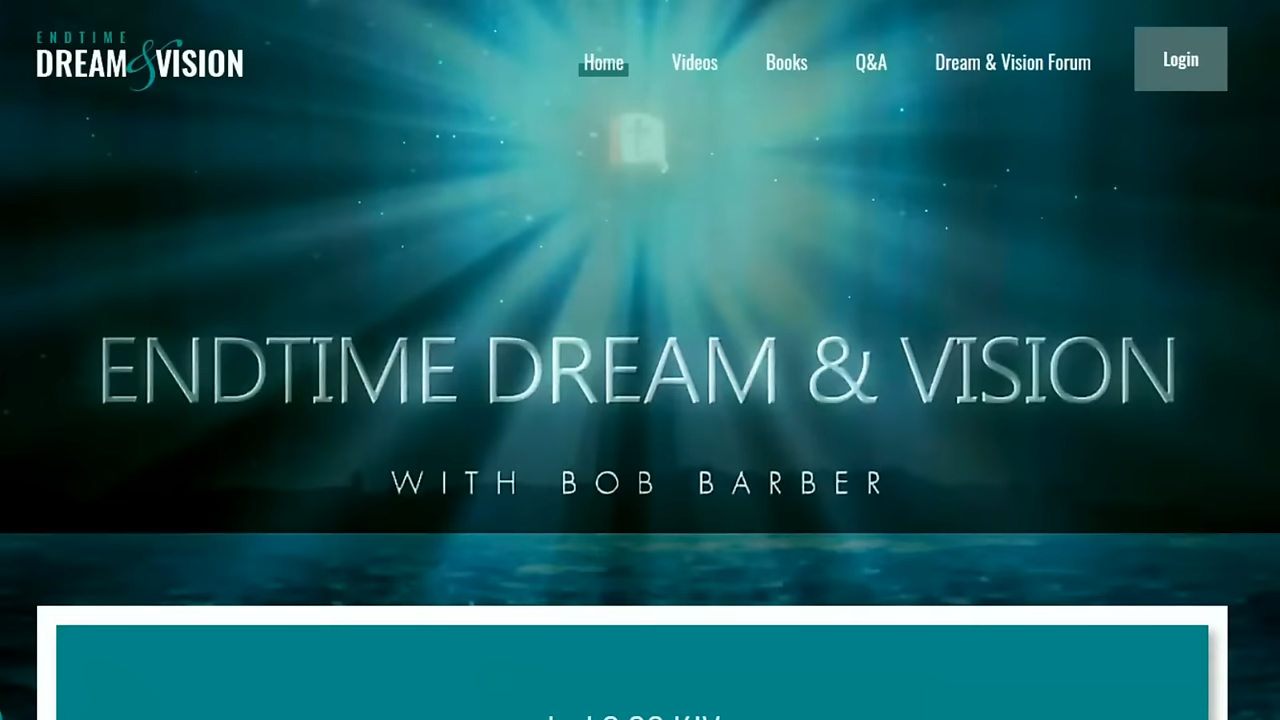 ENDTIME
DREAM & VISION
Home
Videos
Books
Q&A
Dream & Vision Forum
Login
ENDTIME DREAM & VISION
WITH BOB BARBER